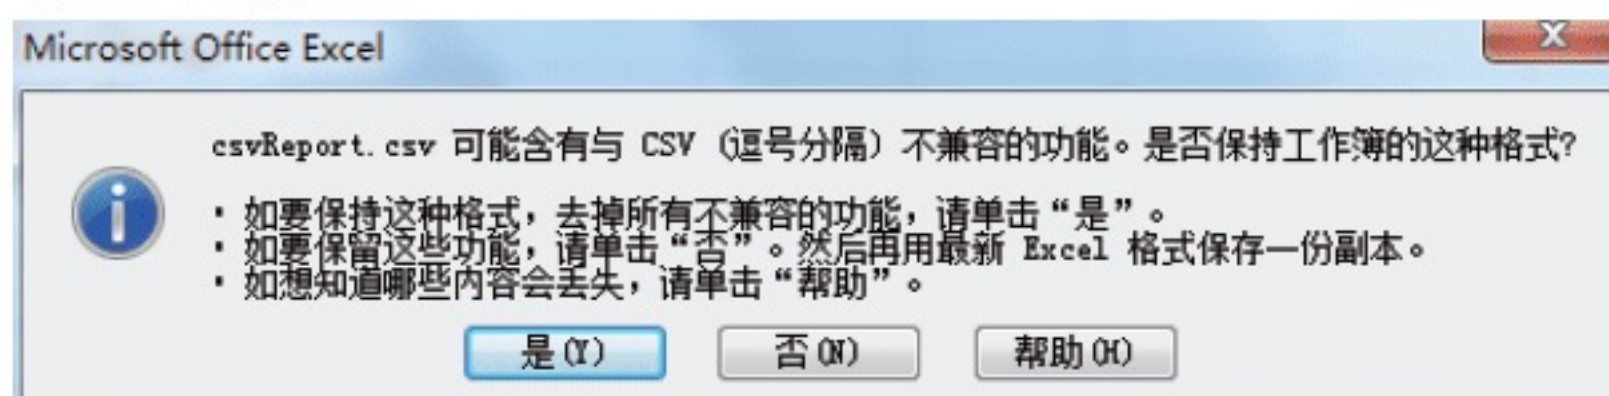 Microsoft Office Excel
X
csvReport.csv 可能含有与 CSV（逗号分隔）不兼容的功能。是否保持工作簿的这种格式?
· 如要保持这种格式，去掉所有不兼容的功能，请单击“是”。
· 如要保留这些功能，请单击“否”。然后再用最新 Excel 格式保存一份副本。
· 如想知道哪些内容会丢失，请单击“帮助”。
是(Y) 否(N) 帮助(H)